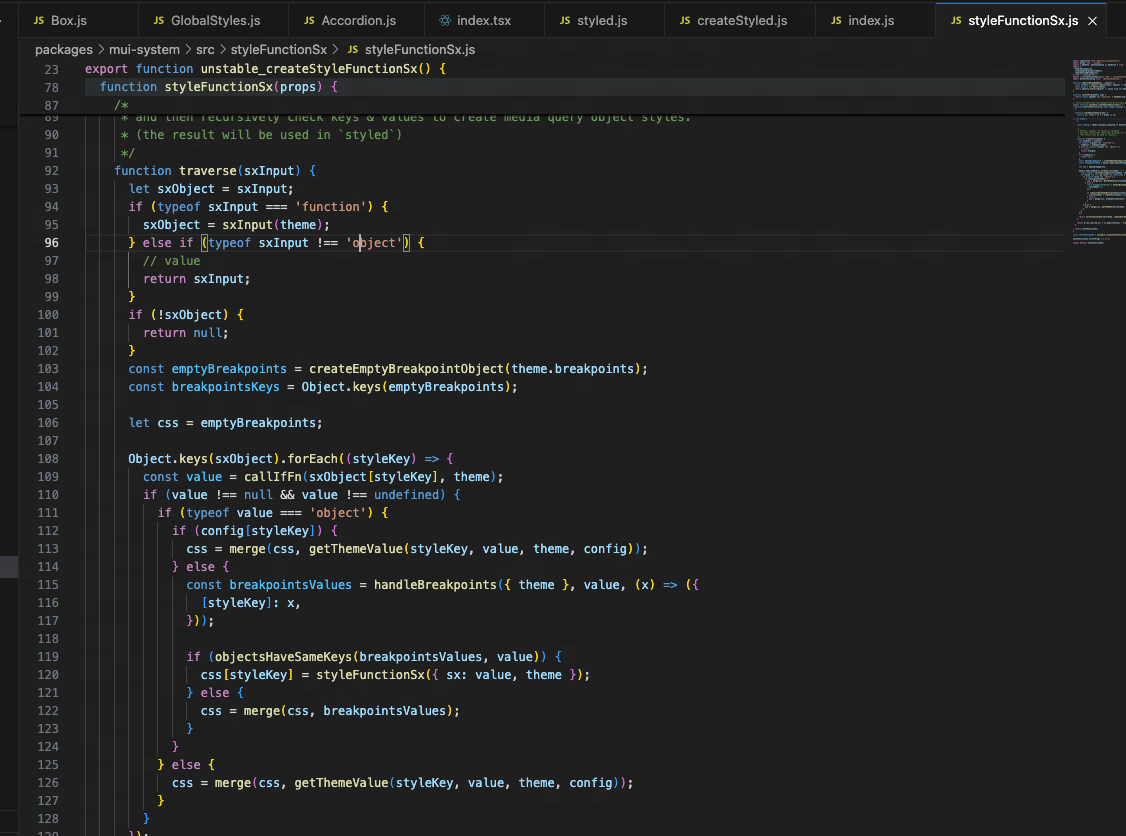 JS Box.js JS GlobalStyles.js JS Accordion.js index.tsx JS styled.js JS createStyled.js JS index.js JS styleFunctionSx.js ×
packages > mui-system > src > styleFunctionSx > JS styleFunctionSx.js
23 export function unstable_createStyleFunctionSx() {
78 function styleFunctionSx(props) {
87 /*
89 * and then recursively check keys & values to create media query object styles.
90 * (the result will be used in `styled`)
91 */
92 function traverse(sxInput) {
93 let sxObject = sxInput;
94 if (typeof sxInput === 'function') {
95 sxObject = sxInput(theme);
96 } else if (typeof sxInput !== 'object') {
97 // value
98 return sxInput;
99 }
100 if (!sxObject) {
101 return null;
102 }
103 const emptyBreakpoints = createEmptyBreakpointObject(theme.breakpoints);
104 const breakpointsKeys = Object.keys(emptyBreakpoints);
105
106 let css = emptyBreakpoints;
107
108 Object.keys(sxObject).forEach((styleKey) => {
109 const value = callIfFn(sxObject[styleKey], theme);
110 if (value !== null && value !== undefined) {
111 if (typeof value === 'object') {
112 if (config[styleKey]) {
113 css = merge(css, getThemeValue(styleKey, value, theme, config));
114 } else {
115 const breakpointsValues = handleBreakpoints({ theme }, value, (x) => ({
116 [styleKey]: x,
117 }));
118
119 if (objectsHaveSameKeys(breakpointsValues, value)) {
120 css[styleKey] = styleFunctionSx({ sx: value, theme });
121 } else {
122 css = merge(css, breakpointsValues);
123 }
124 }
125 } else {
126 css = merge(css, getThemeValue(styleKey, value, theme, config));
127 }
128 }
129 });